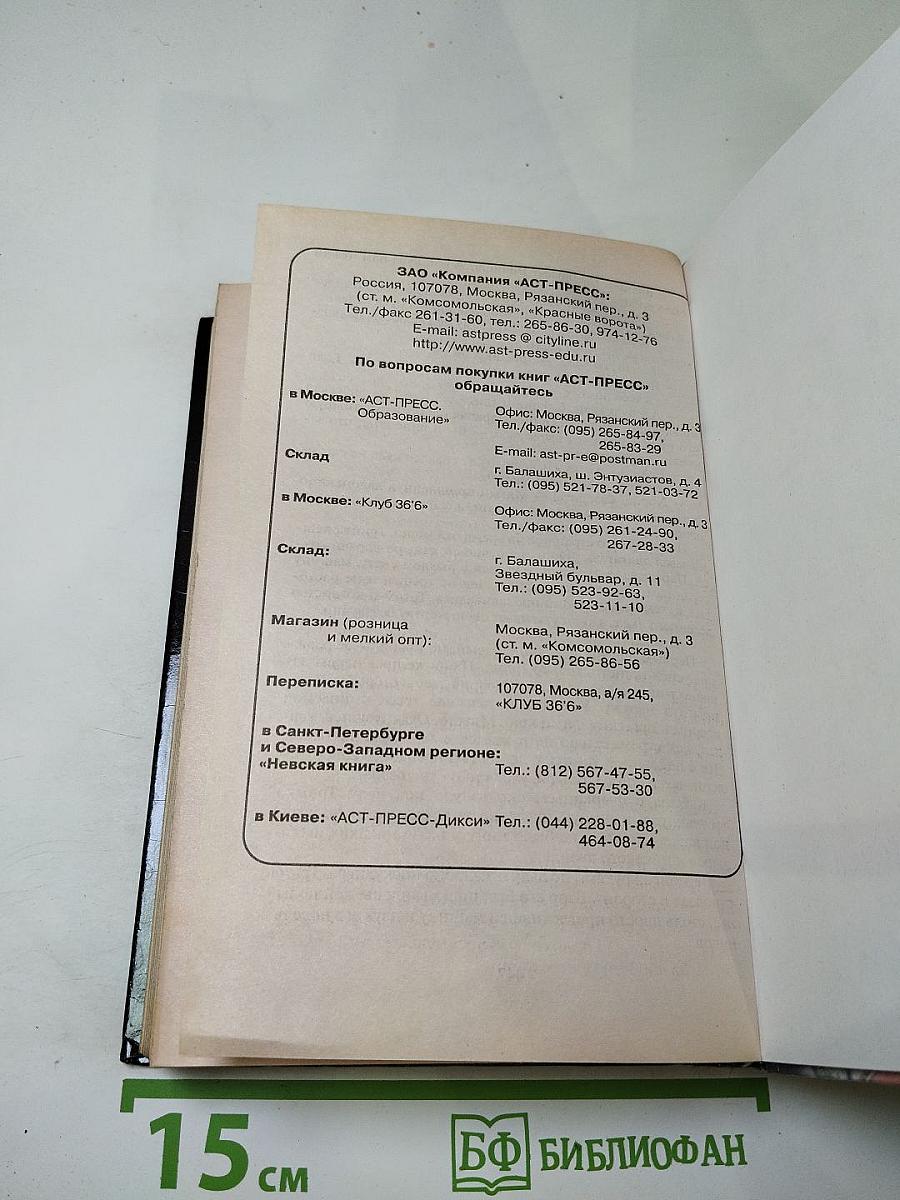 ЗАО «Компания «АСТ-ПРЕСС»:
Россия, 107078, Москва, Рязанский пер., д. 3
(ст. м. «Комсомольская», «Красные ворота»)
Тел./факс 261-31-60, тел.: 265-86-30, 974-12-76
E-mail: astpress @ cityline.ru
http://www.ast-press-edu.ru
По вопросам покупки книг «АСТ-ПРЕСС»
обращайтесь
в Москве: «АСТ-ПРЕСС.
Образование»
Офис: Москва, Рязанский пер., д. 3
Тел./факс: (095) 265-84-97,
265-83-29
E-mail: ast-pr-e@postman.ru
Склад
г. Балашиха, ш. Энтузиастов, д. 4
Тел.: (095) 521-78-37, 521-03-72
в Москве: «Клуб 36'6»
Офис: Москва, Рязанский пер., д. 3
Тел./факс: (095) 261-24-90,
267-28-33
Склад:
г. Балашиха,
Звездный бульвар, д. 11
Тел.: (095) 523-92-63,
523-11-10
Магазин (розница
и мелкий опт):
Москва, Рязанский пер., д. 3
(ст. м. «Комсомольская»)
Тел. (095) 265-86-56
Переписка:
107078, Москва, а/я 245,
«КЛУБ 36'6»
в Санкт-Петербурге
и Северо-Западном регионе:
«Невская книга» Тел.: (812) 567-47-55,
567-53-30
в Киеве: «АСТ-ПРЕСС-Дикси» Тел.: (044) 228-01-88,
464-08-74
15 см
БФ БИБЛИОФАН